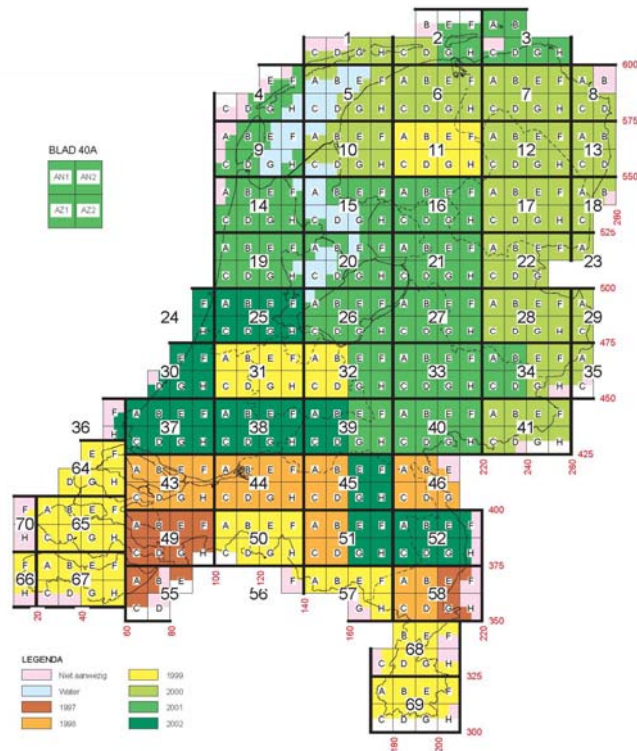 B E F A B
1 2 3
C D G H C D G H C D G H
600
E F A B E F A B E F A B E F A B
4 5 6 7 8
C D G H C D G H C D G H C D G H C D
575
A B E F A B E F A B E F A B E F A B
9 10 11 12 13
C D G H C D G H C D G H C D G H C D
550
BLAD 40A
AN1 AN2
AZ1 AZ2
A B E F A B E F A B E F A B E F A B
14 15 16 17 18
C D G H C D G H C D G H C D G H C
280
525
A B E F A B E F A B E F A B E F A
19 20 21 22 23
C D G H C D G H C D G H C D G
500
F A B E F A B E F A B E F A B E F A
24 25 26 27 28 29
H C D G H C D G H C D G H C D G H C
475
E F A B E F A B E F A B E F A B E F A
30 31 32 33 34 35
D G H C D G H C D G H C D G H C D G H C
450
F A B E F A B E F A B E F A B E F A B E F
36 37 38 39 40 41
H C D G H C D G H C D G H C D G H C D G H
220 240 260
425
E F A B E F A B E F A B E F A B E F
64 43 44 45 46
D G H C D G H C D G H C D G H C D G
400
F A B E F A B E F A B E F A B E F A B E F
70 65 49 50 51 52
H C D G H C D G H C D G H C D G H C D G H
100 120 140
375
F A B E F A B E F A B E F A B E F
66 67 55 56 57 58
H C D G H C D G H C D G H
20 40 60 80 160 220
350
B E F
68
C D G H
325
A B E F
69
C D G H
180 200
300
LEGENDA
Niet aanwezig
Water
1997
1998
1999
2000
2001
2002